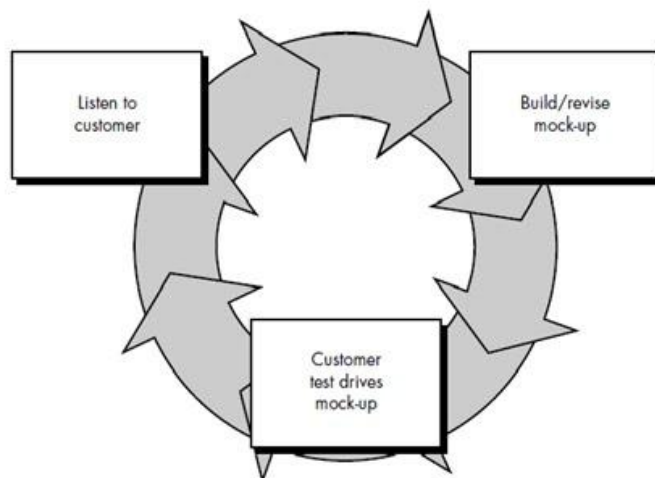 Listen to
customer
Build/revise
mock-up
Customer
test drives
mock-up